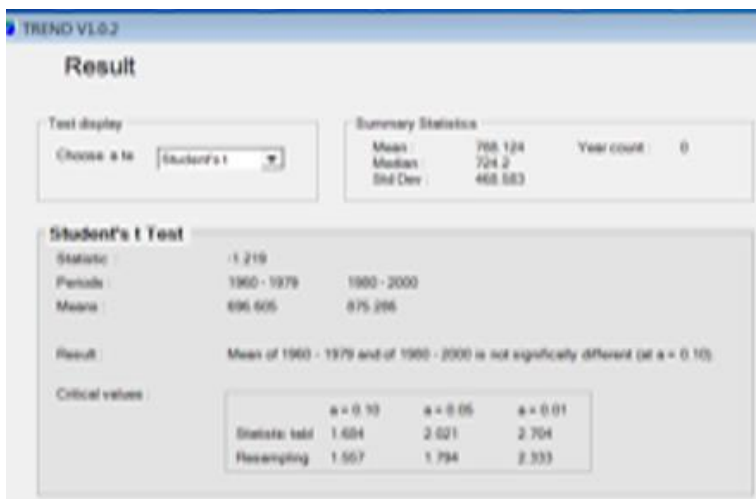 TREND V1.0.2
Result
Test display
Choose a te Student's t
Summary Statistics
Mean : 788.124 Year count : 0
Median : 724.2
Std Dev : 468.583
Student's t Test
Statistic : -1.219
Periods : 1960 - 1979 1980 - 2000
Means : 696.605 875.286
Result : Mean of 1960 - 1979 and of 1980 - 2000 is not significally different (at a = 0.10).
Critical values :
a = 0.10 a = 0.05 a = 0.01
Statistic tabl 1.684 2.021 2.704
Resampling 1.557 1.794 2.333